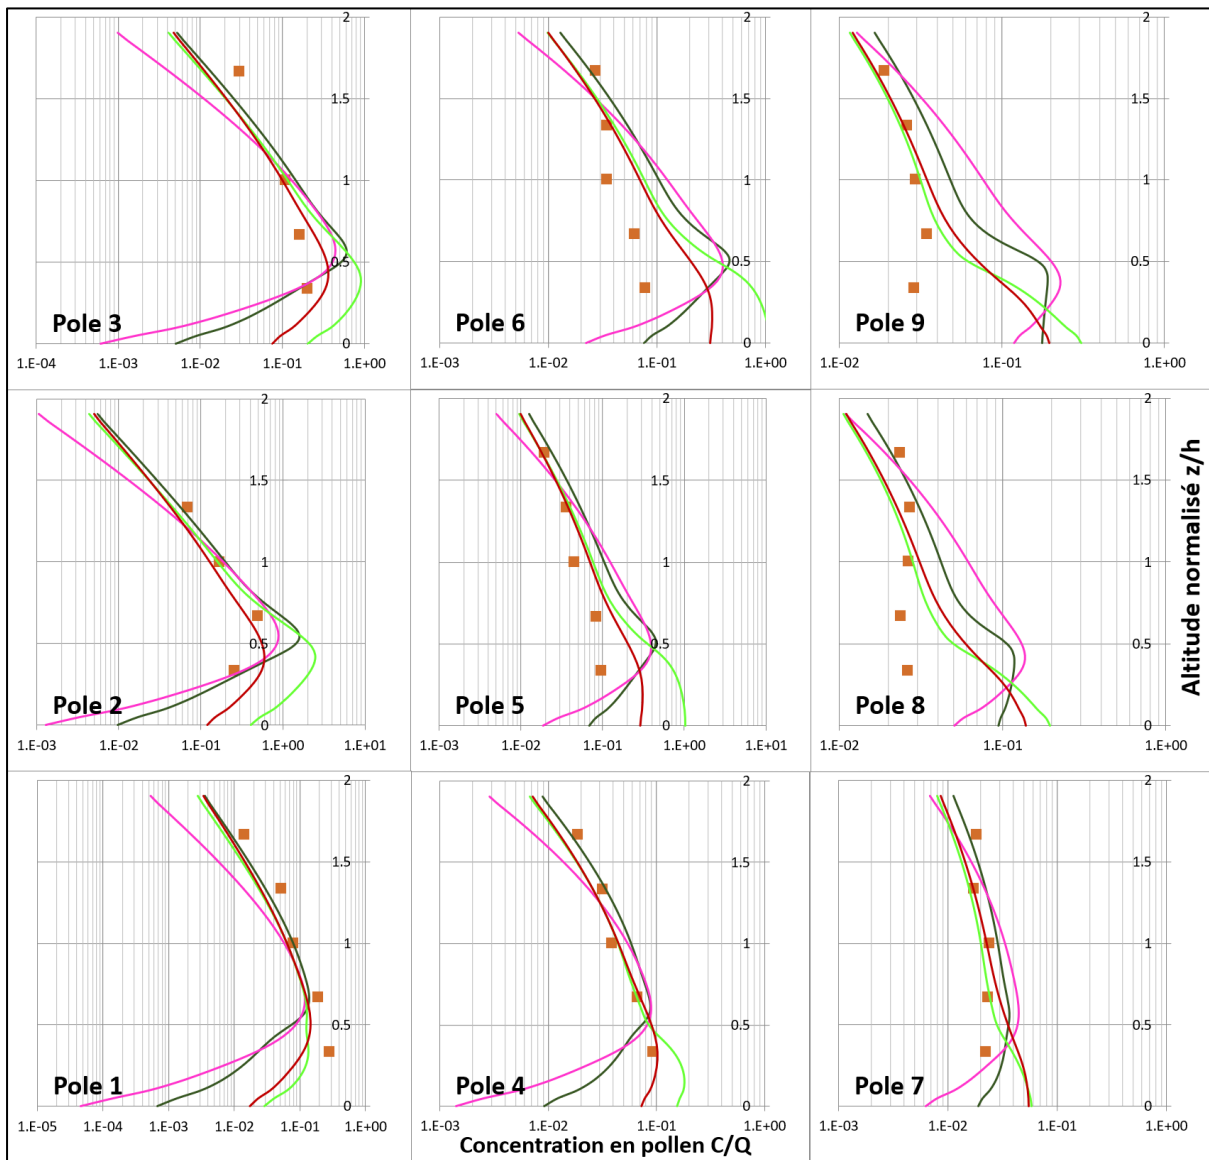 2
1.5
1
0.5
0
Pole 3
1.E-04 1.E-03 1.E-02 1.E-01 1.E+00
2
1.5
1
0.5
0
Pole 6
1.E-03 1.E-02 1.E-01 1.E+00
2
1.5
1
0.5
0
Pole 9
1.E-02 1.E-01 1.E+00
2
1.5
1
0.5
0
Pole 2
1.E-03 1.E-02 1.E-01 1.E+00 1.E+01
2
1.5
1
0.5
0
Pole 5
1.E-03 1.E-02 1.E-01 1.E+00 1.E+01
2
1.5
1
0.5
0
Pole 8
1.E-02 1.E-01 1.E+00
Altitude normalisé z/h
2
1.5
1
0.5
0
Pole 1
1.E-05 1.E-04 1.E-03 1.E-02 1.E-01 1.E+00
2
1.5
1
0.5
0
Pole 4
1.E-03 1.E-02 1.E-01 1.E+00
2
1.5
1
0.5
0
Pole 7
1.E-03 1.E-02 1.E-01 1.E+00
Concentration en pollen C/Q